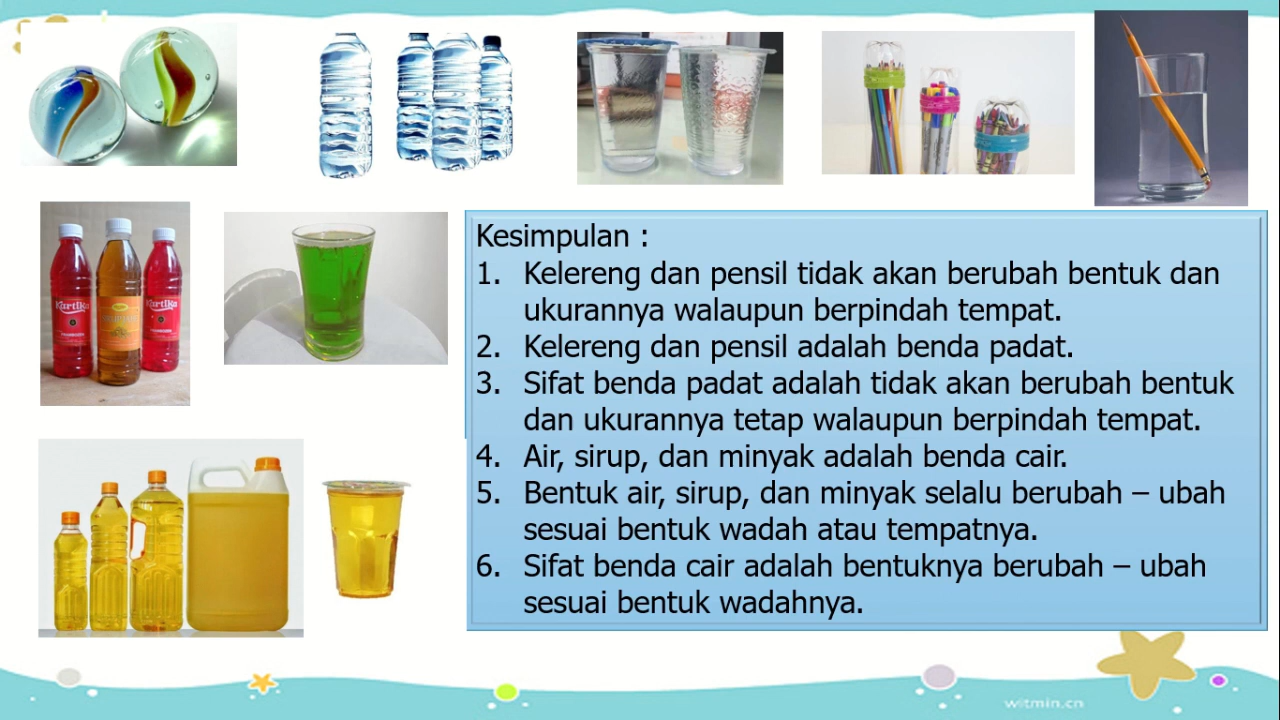 Kartika
Kartika
Kesimpulan :
1. Kelereng dan pensil tidak akan berubah bentuk dan
ukurannya walaupun berpindah tempat.
2. Kelereng dan pensil adalah benda padat.
3. Sifat benda padat adalah tidak akan berubah bentuk
dan ukurannya tetap walaupun berpindah tempat.
4. Air, sirup, dan minyak adalah benda cair.
5. Bentuk air, sirup, dan minyak selalu berubah – ubah
sesuai bentuk wadah atau tempatnya.
6. Sifat benda cair adalah bentuknya berubah – ubah
sesuai bentuk wadahnya.
witmin.cn